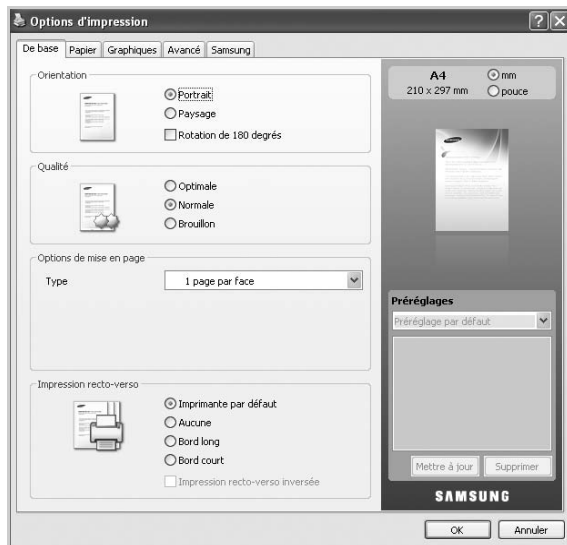 Options d'impression
De base Papier Graphiques Avancé Samsung
Orientation
Portrait
Paysage
Rotation de 180 degrés
Qualité
Optimale
Normale
Brouillon
Options de mise en page
Type 1 page par face
Impression recto-verso
Imprimante par défaut
Aucune
Bord long
Bord court
Impression recto-verso inversée
A4 mm
210 x 297 mm pouce
Préréglages
Préréglage par défaut
Mettre à jour Supprimer
SAMSUNG
OK Annuler